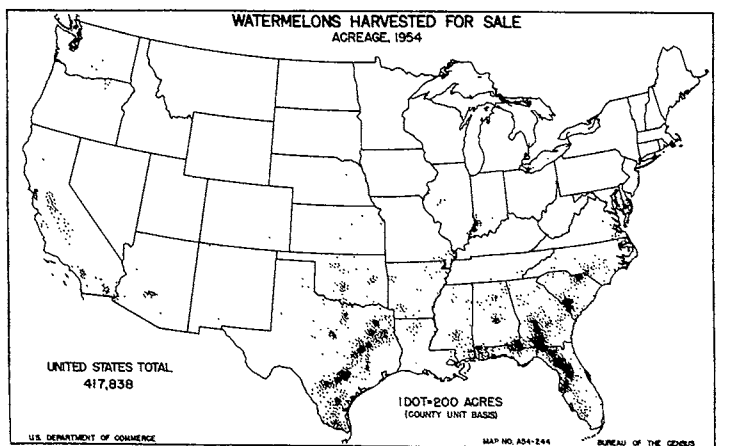 WATERMELONS HARVESTED FOR SALE
ACREAGE, 1954
UNITED STATES TOTAL
417,838
1 DOT=200 ACRES
(COUNTY UNIT BASIS)
U.S. DEPARTMENT OF COMMERCE
MAP NO. A54-244
BUREAU OF THE CENSUS